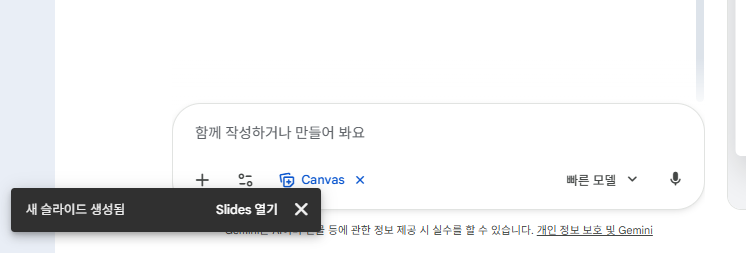 함께 작성하거나 만들어 봐요
Canvas
빠른 모델
새 슬라이드 생성됨
Slides 열기
등에 관한 정보 제공 시 실수를 할 수 있습니다. 개인 정보 보호 및 Gemini